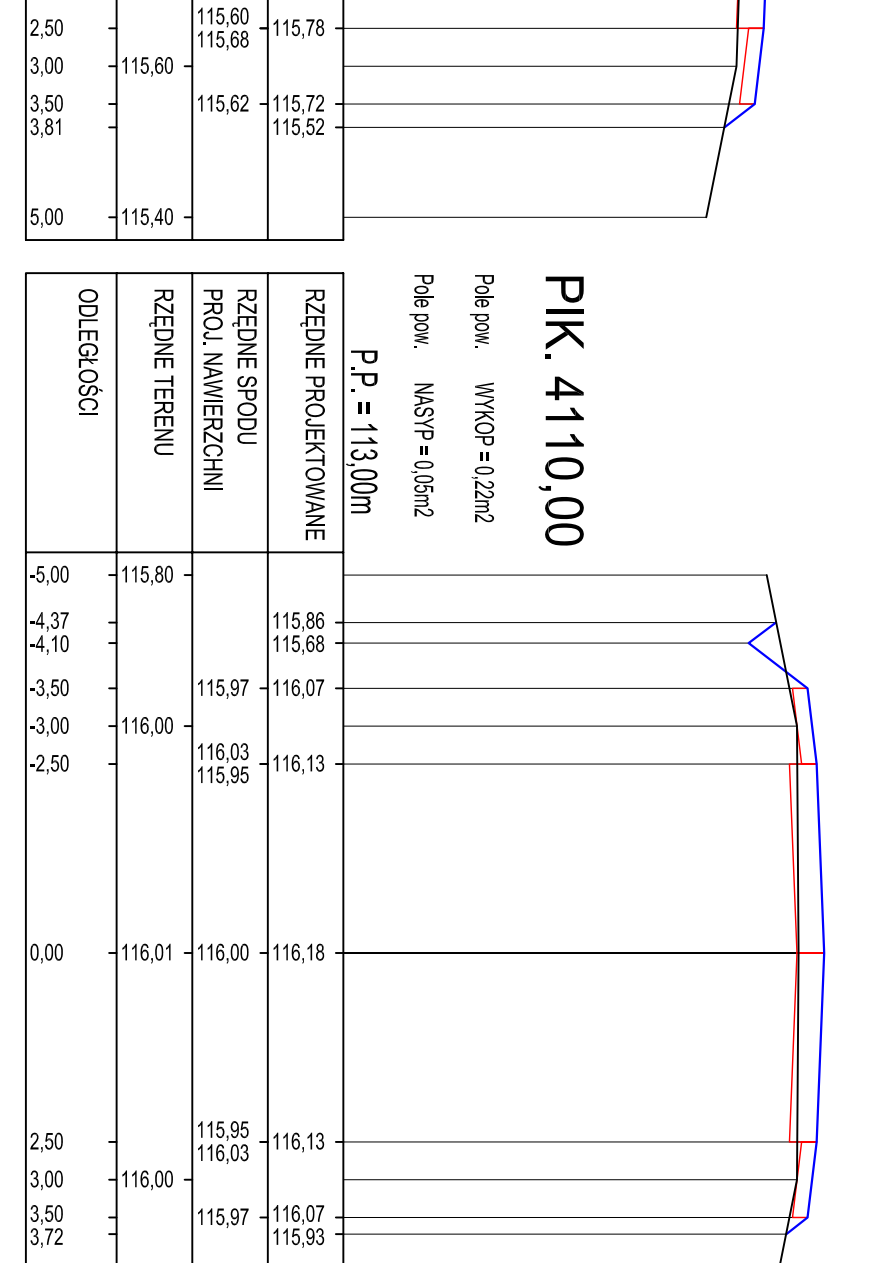 2,50 115,60 115,78
115,68
3,00 115,60
3,50 115,62 115,72
3,81 115,52
5,00 115,40
PIK. 4110,00
Pole pow. WYKOP = 0,22m2
Pole pow. NASYP = 0,05m2
P.P. = 113,00m
RZĘDNE PROJEKTOWANE
RZĘDNE SPODU
PROJ. NAWIERZCHNI
RZĘDNE TERENU
ODLEGŁOŚCI
-5,00 115,80
-4,37 115,86
-4,10 115,68
-3,50 115,97 116,07
-3,00 116,00
116,03
-2,50 115,95 116,13
0,00 116,01 116,00 116,18
115,95
2,50 116,03 116,13
3,00 116,00
3,50 115,97 116,07
3,72 115,93